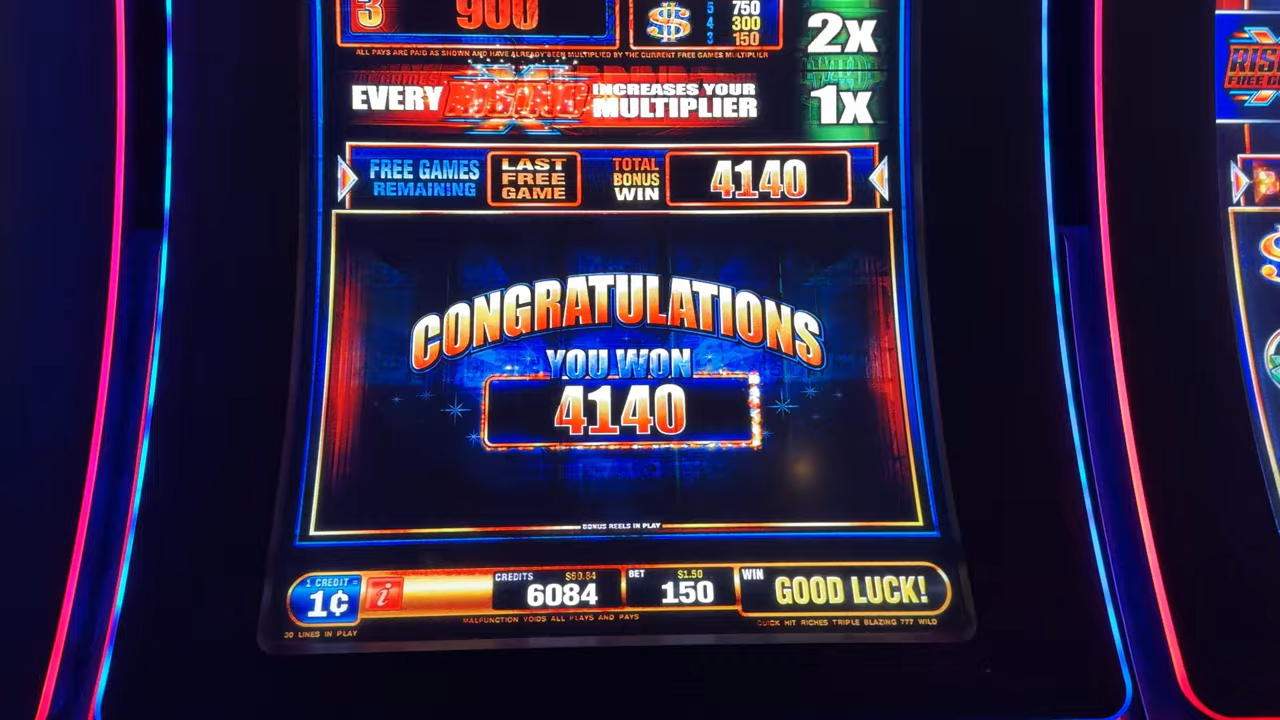 3 900
5 750
4 300
3 150
2x
ALL PAYS ARE PAID AS SHOWN AND HAVE ALREADY BEEN MULTIPLIED BY THE CURRENT FREE GAMES MULTIPLIER
EVERY
INCREASES YOUR
MULTIPLIER
1x
FREE GAMES
REMAINING
LAST
FREE
GAME
TOTAL
BONUS
WIN
4140
CONGRATULATIONS
YOU WON
4140
BONUS REELS IN PLAY
1 CREDIT =
1¢
i
CREDITS $60.84
6084
BET $1.50
150
WIN
GOOD LUCK!
30 LINES IN PLAY
MALFUNCTION VOIDS ALL PLAYS AND PAYS
QUICK HIT RICHES TRIPLE BLAZING 777 WILD
FREE